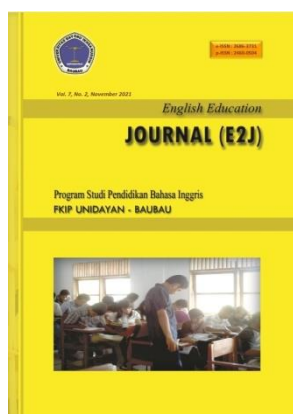 Vol. 7, No. 2, November 2021
English Education
JOURNAL (E2J)
Program Studi Pendidikan Bahasa Inggris
FKIP UNIDAYAN - BAUBAU